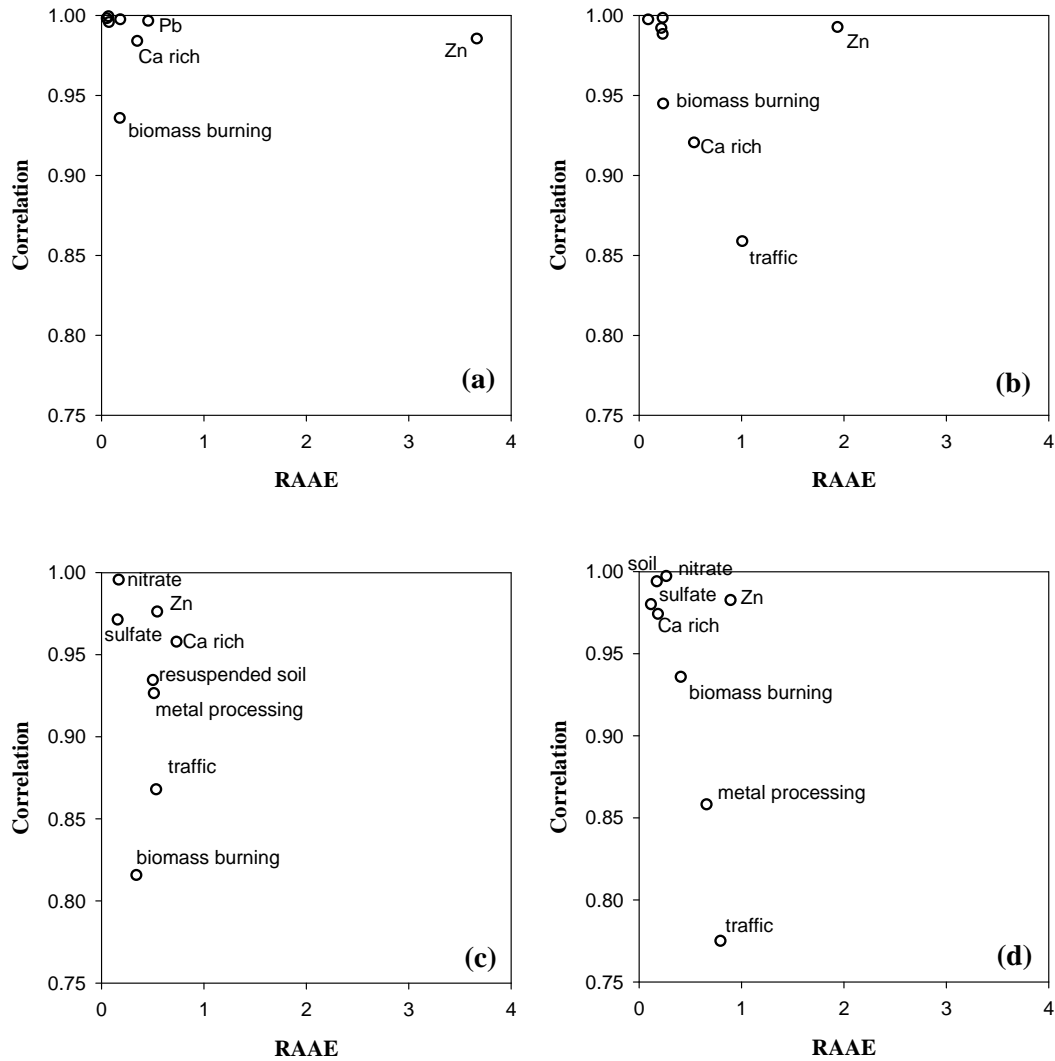 1.00
0.95
0.90
0.85
0.80
0.75
Correlation
Pb
Ca rich
Zn
biomass burning
(a)
0 1 2 3 4
RAAE
1.00
0.95
0.90
0.85
0.80
0.75
Correlation
Zn
biomass burning
Ca rich
traffic
(b)
0 1 2 3 4
RAAE
1.00
0.95
0.90
0.85
0.80
0.75
Correlation
nitrate
Zn
sulfate
Ca rich
resuspended soil
metal processing
traffic
biomass burning
(c)
0 1 2 3 4
RAAE
1.00
0.95
0.90
0.85
0.80
0.75
Correlation
soil
nitrate
sulfate
Zn
Ca rich
biomass burning
metal processing
traffic
(d)
0 1 2 3 4
RAAE